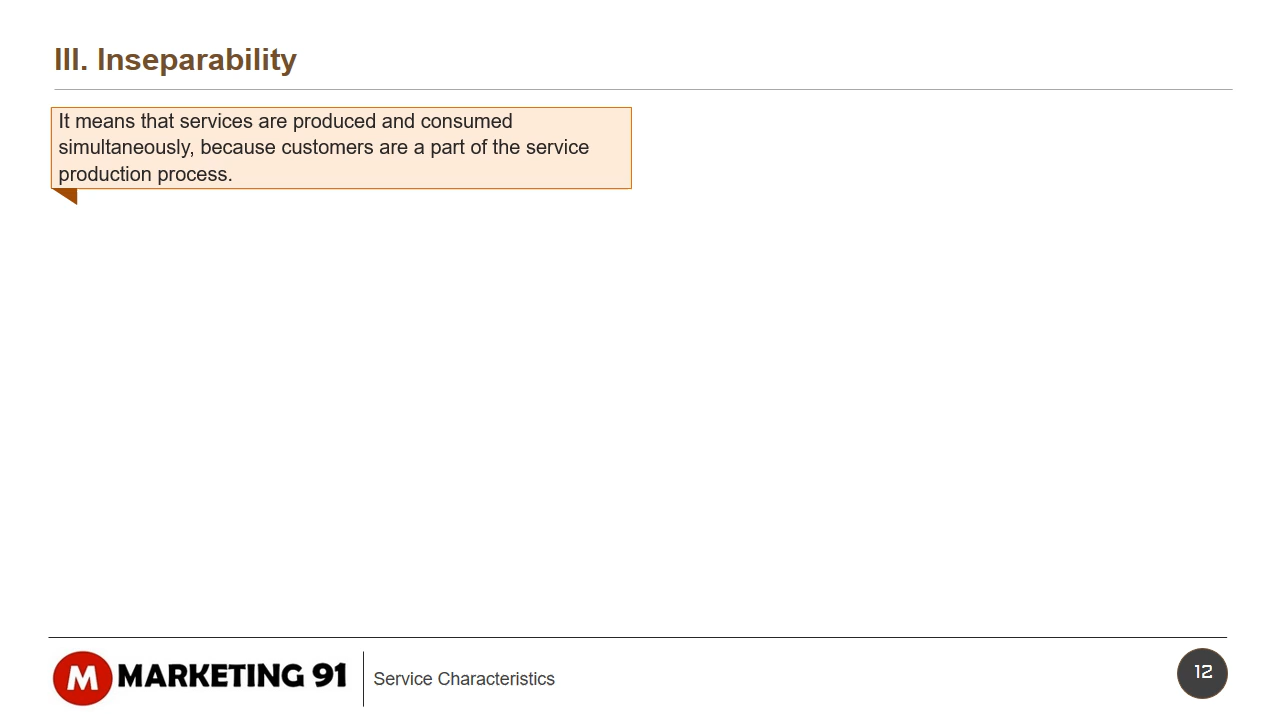 III. Inseparability
It means that services are produced and consumed
simultaneously, because customers are a part of the service
production process.
M MARKETING 91
Service Characteristics
12